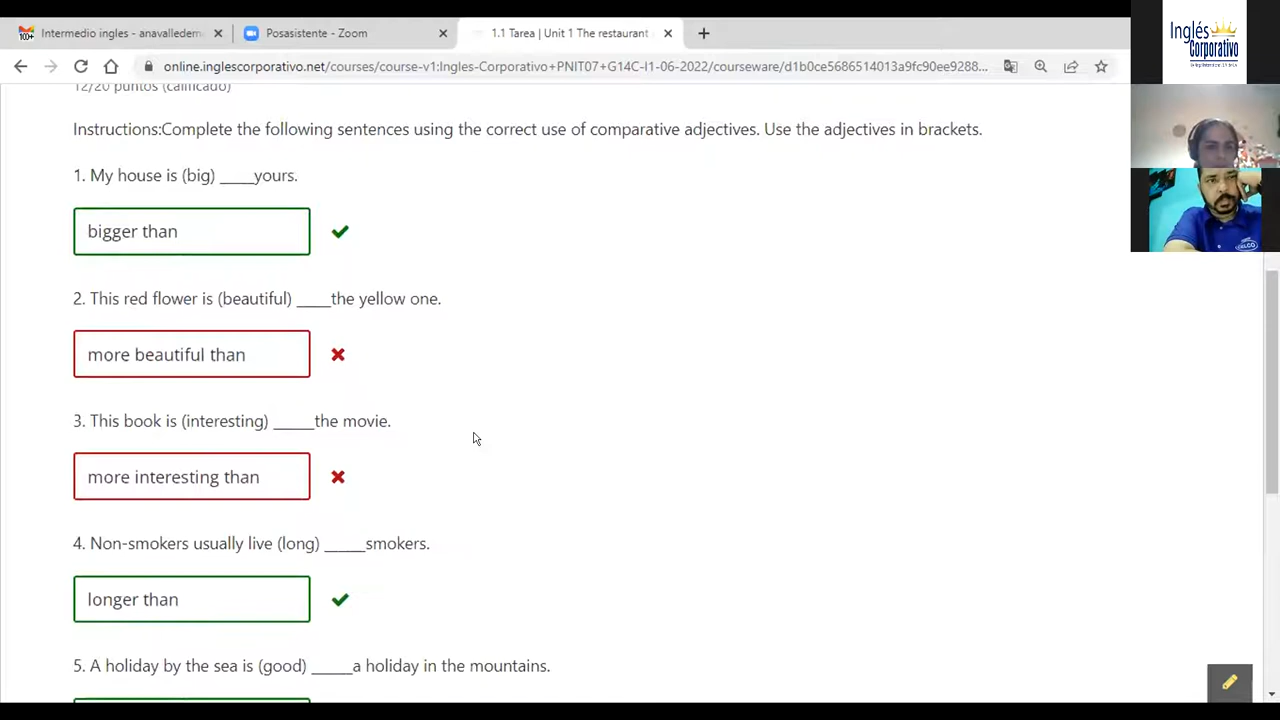 Intermedio ingles - anavalledern
Posasistente - Zoom
1.1 Tarea | Unit 1 The restaurant
online.inglescorporativo.net/courses/course-v1:Ingles-Corporativo+PNIT07+G14C-I1-06-2022/courseware/d1b0ce5686514013a9fc90ee9288...
Inglés
Corporativo
12/20 puntos (calificado)
Instructions:Complete the following sentences using the correct use of comparative adjectives. Use the adjectives in brackets.
1. My house is (big) ____yours.
bigger than
2. This red flower is (beautiful) ____the yellow one.
more beautiful than
3. This book is (interesting) _____the movie.
more interesting than
4. Non-smokers usually live (long) _____smokers.
longer than
5. A holiday by the sea is (good) _____a holiday in the mountains.